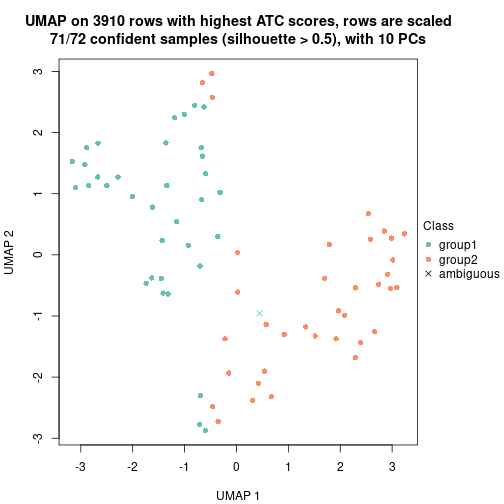 UMAP on 3910 rows with highest ATC scores, rows are scaled
71/72 confident samples (silhouette > 0.5), with 10 PCs
3
2
1
0
-1
-2
-3
UMAP 2
-3 -2 -1 0 1 2 3
UMAP 1
Class
group1
group2
ambiguous